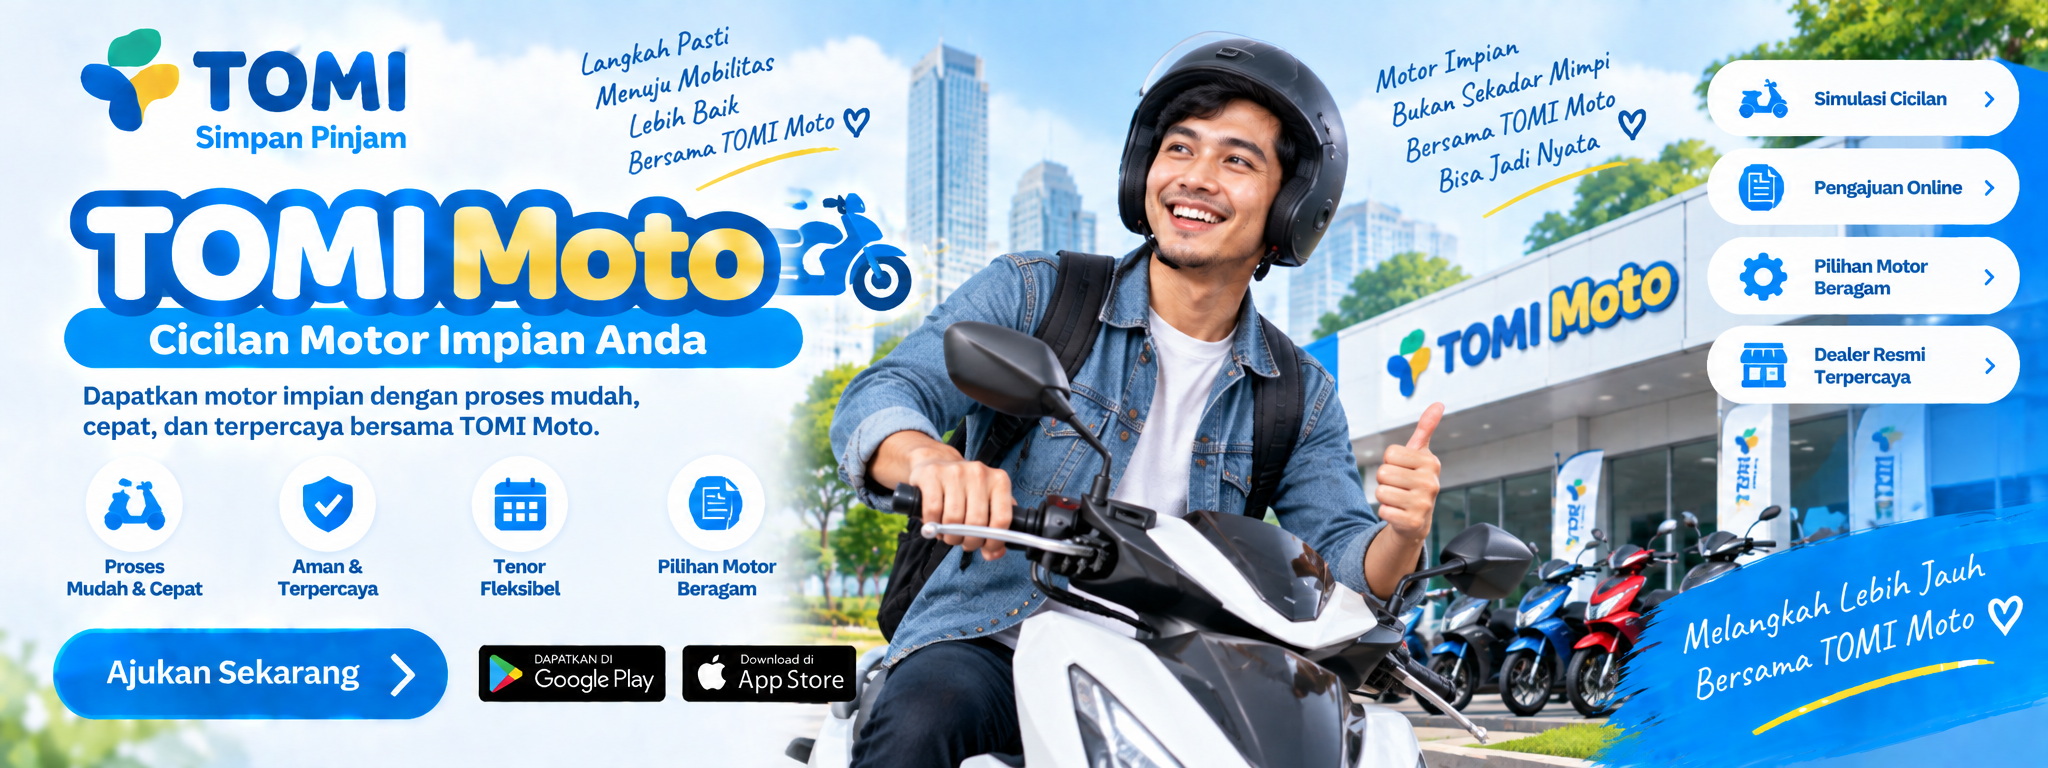 TOMI
Simpan Pinjam
Langkah Pasti
Menuju Mobilitas
Lebih Baik
Bersama TOMI Moto
Motor Impian
Bukan Sekadar Mimpi
Bersama TOMI Moto
Bisa Jadi Nyata
TOMI Moto
Cicilan Motor Impian Anda
Dapatkan motor impian dengan proses mudah,
cepat, dan terpercaya bersama TOMI Moto.
Proses
Mudah & Cepat
Aman &
Terpercaya
Tenor
Fleksibel
Pilihan Motor
Beragam
Ajukan Sekarang
DAPATKAN DI
Google Play
Download di
App Store
TOMI Moto
Simulasi Cicilan
Pengajuan Online
Pilihan Motor
Beragam
Dealer Resmi
Terpercaya
Melangkah Lebih Jauh
Bersama TOMI Moto